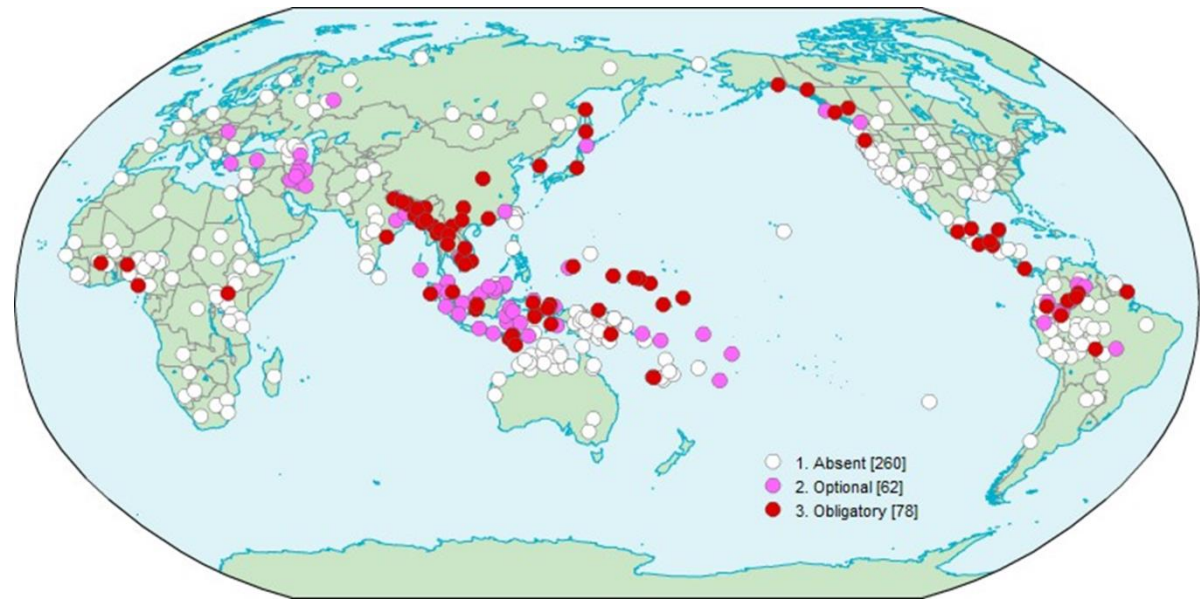 1. Absent [260]
2. Optional [62]
3. Obligatory [78]